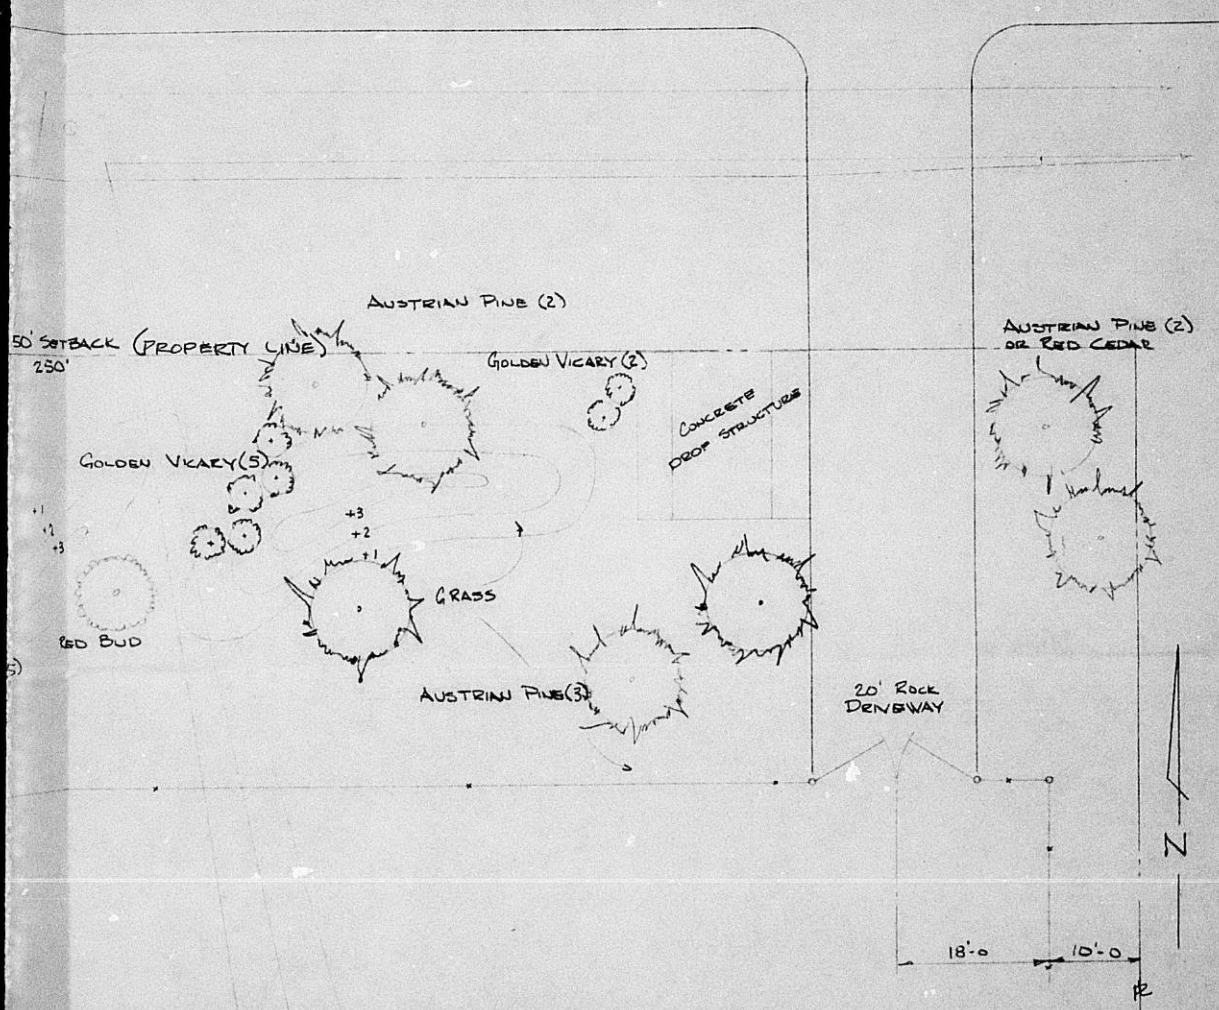 AUSTRIAN PINE (2)
50' SETBACK (PROPERTY LINE)
250'
AUSTRIAN PINE (2)
OR RED CEDAR
GOLDEN VICARY (2)
CONCRETE
DROP STRUCTURE
GOLDEN VICARY (5)
+1
+2
+3
+3
+2
+1
GRASS
RED BUD
5)
AUSTRIAN PINE (3)
20' ROCK
DRIVEWAY
N
18'-0
10'-0
PL